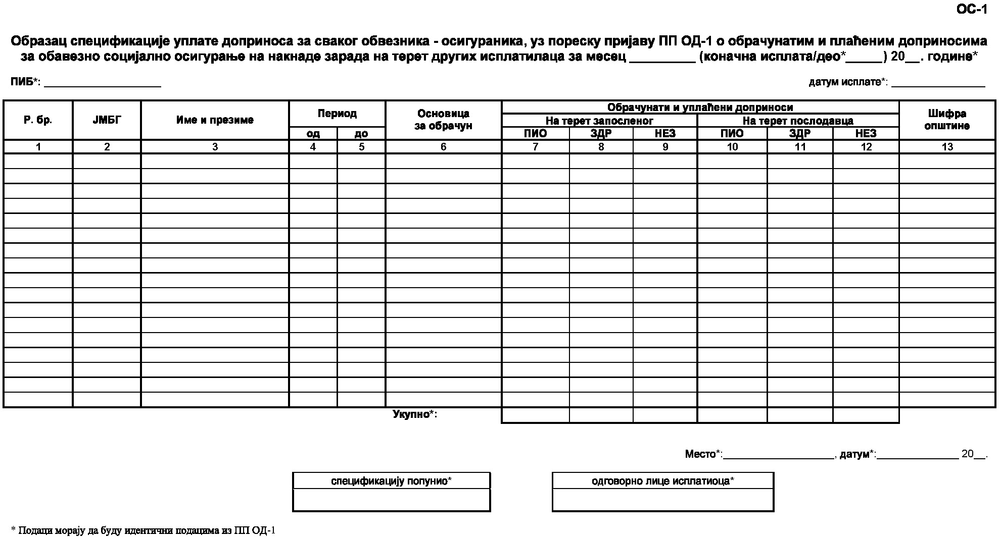 ОС-1
Образац спецификације уплате доприноса за сваког обвезника - осигураника, уз пореску пријаву ПП ОД-1 о обрачунатим и плаћеним доприносима
за обавезно социјално осигурање на накнаде зарада на терет других исплатилаца за месец _________ (коначна исплата/део*_____) 20__. године*
ПИБ*: ___________________ датум исплате*: ________________
Р. бр. ЈМБГ Име и презиме Период Основица за обрачун Обрачунати и уплаћени доприноси Шифра општине
На терет запосленог На терет послодавца
од до ПИО ЗДР НЕЗ ПИО ЗДР НЕЗ
1 2 3 4 5 6 7 8 9 10 11 12 13
Укупно*:
Место*:__________________, датум*:_____________ 20__.
спецификацију попунио* одговорно лице исплатиоца*
* Подаци морају да буду идентични подацима из ПП ОД-1